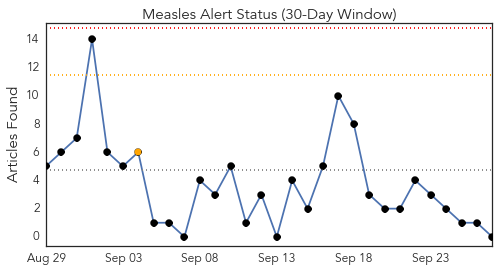 Measles Alert Status (30-Day Window)
Articles Found
14
12
10
8
6
4
2
0
Aug 29 Sep 03 Sep 08 Sep 13 Sep 18 Sep 23